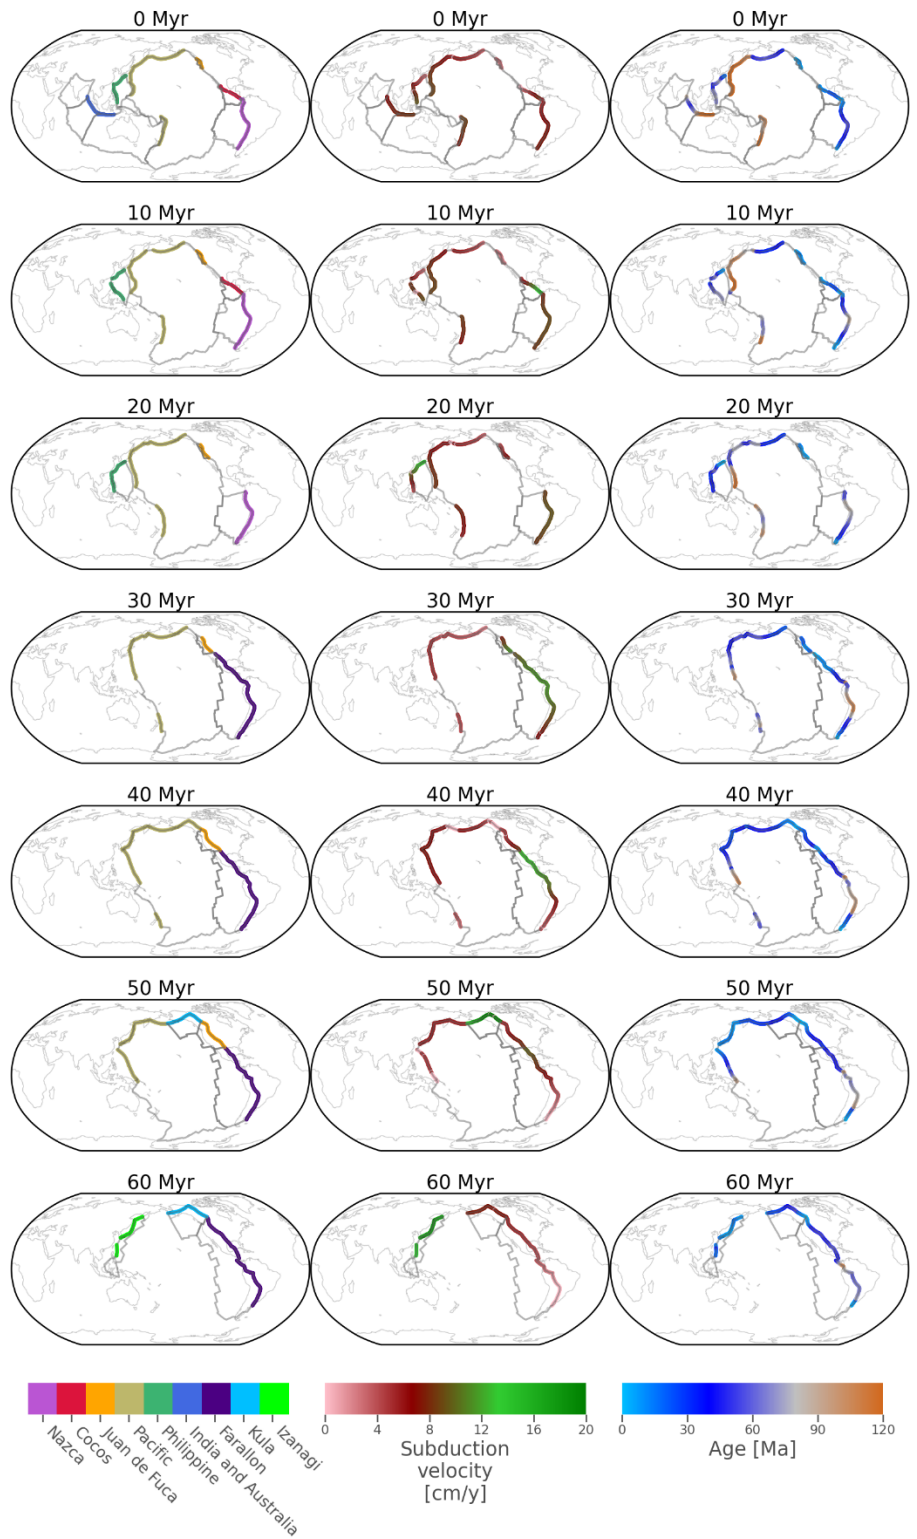 0 Myr 0 Myr 0 Myr
10 Myr 10 Myr 10 Myr
20 Myr 20 Myr 20 Myr
30 Myr 30 Myr 30 Myr
40 Myr 40 Myr 40 Myr
50 Myr 50 Myr 50 Myr
60 Myr 60 Myr 60 Myr
Nazca
Cocos
Juan de Fuca
Pacific
Philippine
India and Australia
Farallon
Kula
Izanagi
0 4 8 12 16 20
Subduction
velocity
[cm/y]
0 30 60 90 120
Age [Ma]